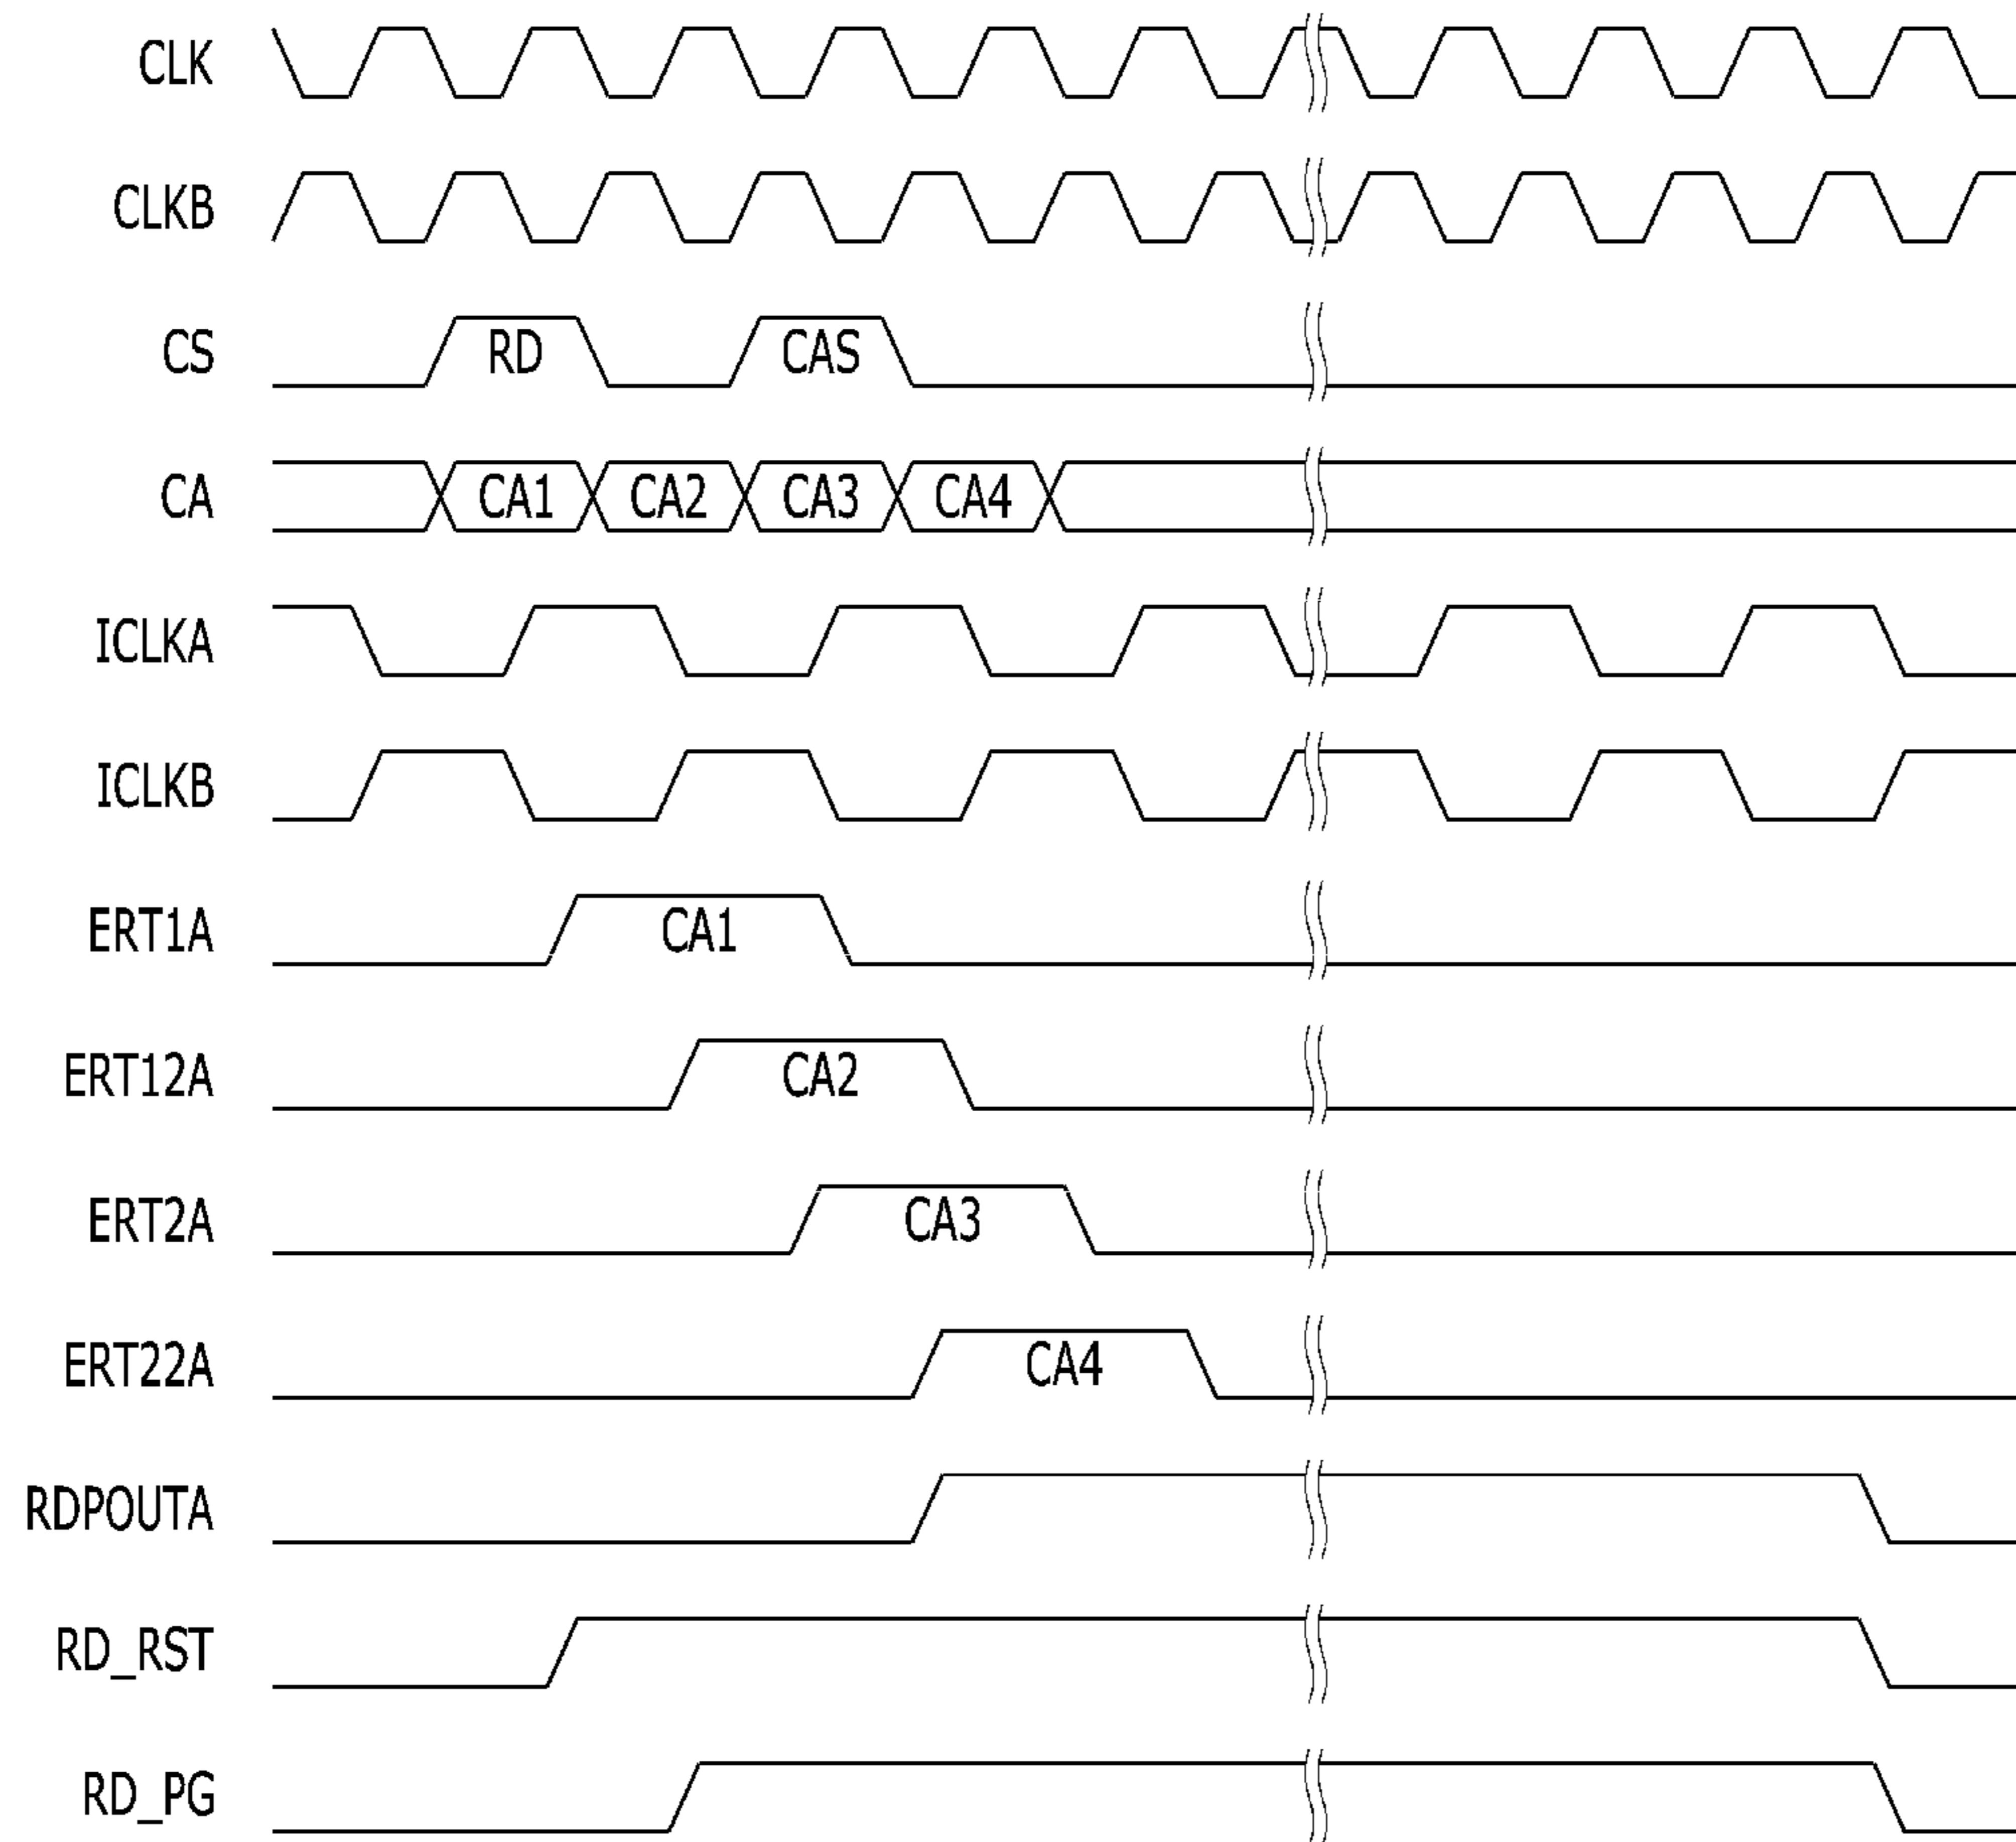 CLK
CLKB
CS RD CAS
CA CA1 CA2 CA3 CA4
ICLKA
ICLKB
ERT1A CA1
ERT12A CA2
ERT2A CA3
ERT22A CA4
RDPOUTA
RD_RST
RD_PG